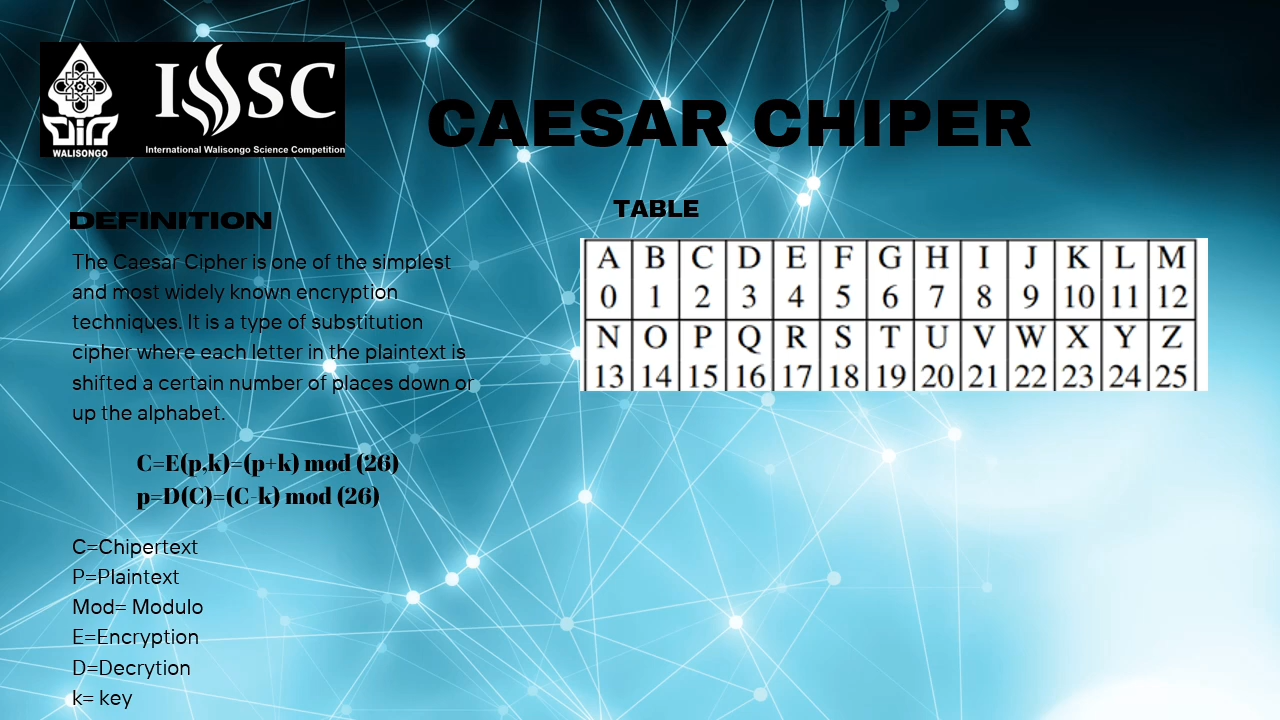 WALISONGO
ISSC
International Walisongo Science Competition
CAESAR CHIPER
DEFINITION
The Caesar Cipher is one of the simplest
and most widely known encryption
techniques. It is a type of substitution
cipher where each letter in the plaintext is
shifted a certain number of places down or
up the alphabet.
C=E(p,k)=(p+k) mod (26)
p=D(C)=(C-k) mod (26)
C=Chipertext
P=Plaintext
Mod= Modulo
E=Encryption
D=Decrytion
k= key
TABLE
A B C D E F G H I J K L M
0 1 2 3 4 5 6 7 8 9 10 11 12
N O P Q R S T U V W X Y Z
13 14 15 16 17 18 19 20 21 22 23 24 25